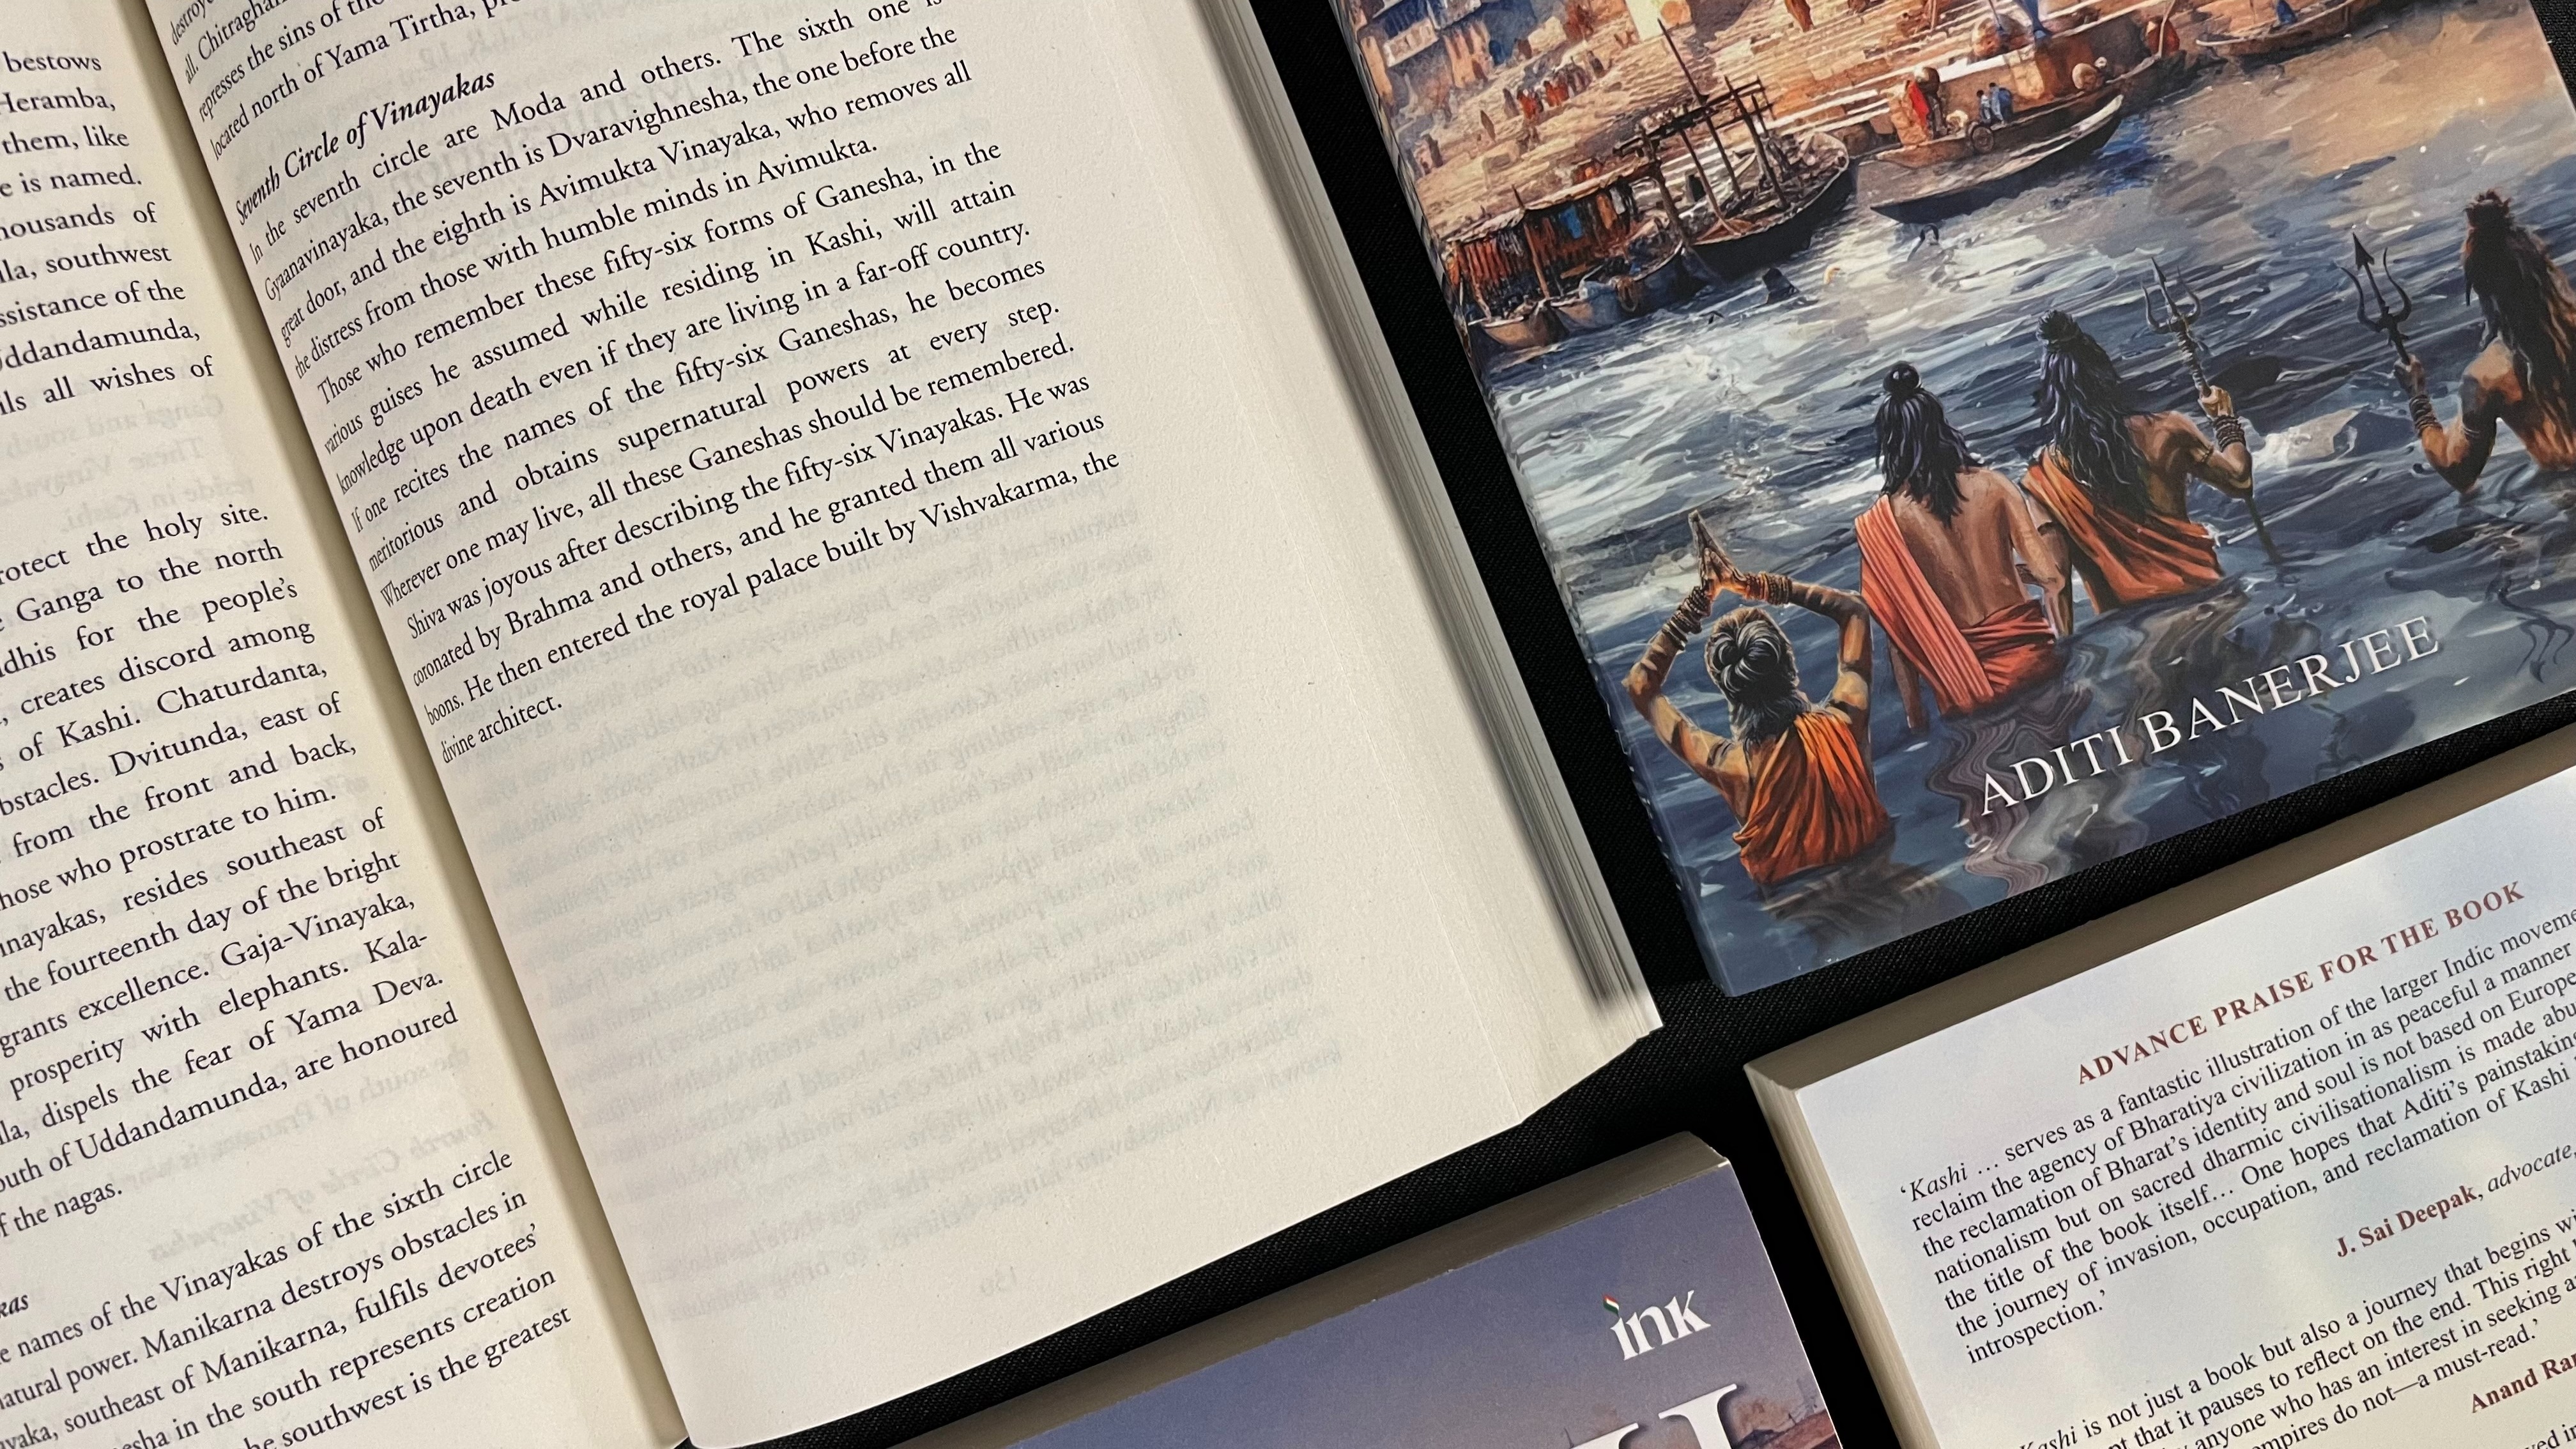 bestows
Heramba,
them, like
e is named.
housands of
lla, southwest
ssistance of the
Uddandamunda,
ils all wishes of
rotect the holy site.
Ganga to the north
dhis for the people's
, creates discord among
s of Kashi. Chaturdanta,
bstacles. Dvitunda, east of
from the front and back,
hose who prostrate to him.
inayakas, resides southeast of
the fourteenth day of the bright
grants excellence. Gaja-Vinayaka,
prosperity with elephants. Kala-
lla, dispels the fear of Yama Deva.
outh of Uddandamunda, are honoured
f the nagas.
kas
e names of the Vinayakas of the sixth circle
natural power. Manikarna destroys obstacles in
yaka, southeast of Manikarna, fulfils devotees'
esha in the south represents creation
he southwest is the greatest
all. Chitraghan
represses the sins of the
located north of Yama Tirtha,
Seventh Circle of Vinayakas
In the seventh circle are Moda and others. The sixth one is
Gyaanavinayaka, the seventh is Dvaravighnesha, the one before the
great door, and the eighth is Avimukta Vinayaka, who removes all
the distress from those with humble minds in Avimukta.
Those who remember these fifty-six forms of Ganesha, in the
various guises he assumed while residing in Kashi, will attain
knowledge upon death even if they are living in a far-off country.
If one recites the names of the fifty-six Ganeshas, he becomes
meritorious and obtains supernatural powers at every step.
Wherever one may live, all these Ganeshas should be remembered.
Shiva was joyous after describing the fifty-six Vinayakas. He was
coronated by Brahma and others, and he granted them all various
boons. He then entered the royal palace built by Vishvakarma, the
divine architect.
ADITI BANERJEE
ink
ADVANCE PRAISE FOR THE BOOK
'Kashi … serves as a fantastic illustration of the larger Indic moveme
reclaim the agency of Bharatiya civilization in as peaceful a manner
the reclamation of Bharat's identity and soul is not based on Europe
nationalism but on sacred dharmic civilisationalism is made abu
the title of the book itself… One hopes that Aditi's painstaking
the journey of invasion, occupation, and reclamation of Kashi
introspection.'
J. Sai Deepak, advocate,
Kashi is not just a book but also a journey that begins wi
pt that it pauses to reflect on the end. This right
anyone who has an interest in seeking a
empires do not—a must-read.'
Anand Ran